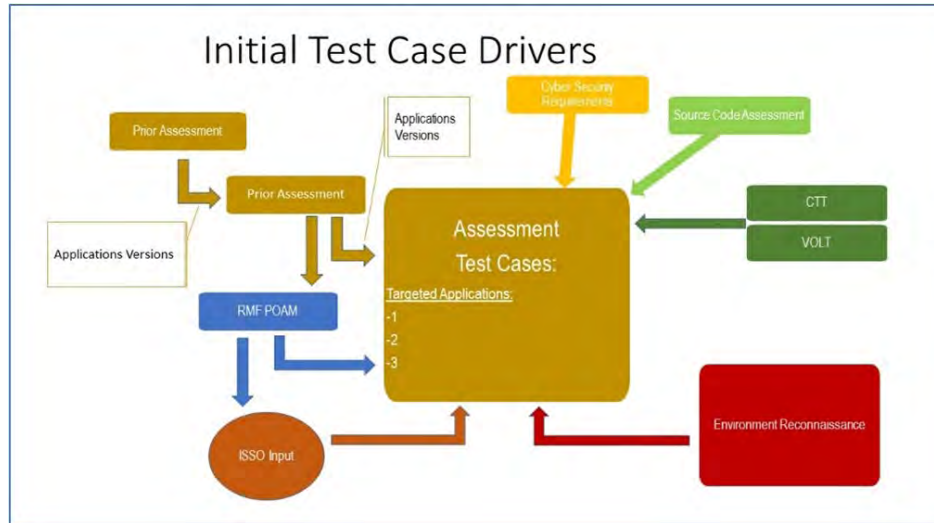 Initial Test Case Drivers
Cyber Security
Requirements
Source Code Assessment
Applications
Versions
Prior Assessment
Prior Assessment
CTT
VOLT
Applications Versions
Assessment
Test Cases:
Targeted Applications:
-1
-2
-3
RMF POAM
Environment Reconnaissance
ISSO Input